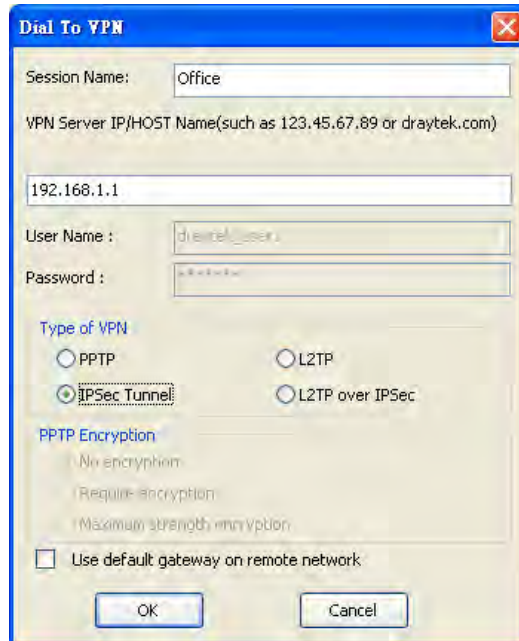 Dial To VPN
Session Name:
Office
VPN Server IP/HOST Name(such as 123.45.67.89 or draytek.com)
192.168.1.1
User Name :
draytek_user1
Password :
*******
Type of VPN
PPTP
L2TP
IPSec Tunnel
L2TP over IPSec
PPTP Encryption
No encryption
Require encryption
Maximum strength encryption
Use default gateway on remote network
OK
Cancel